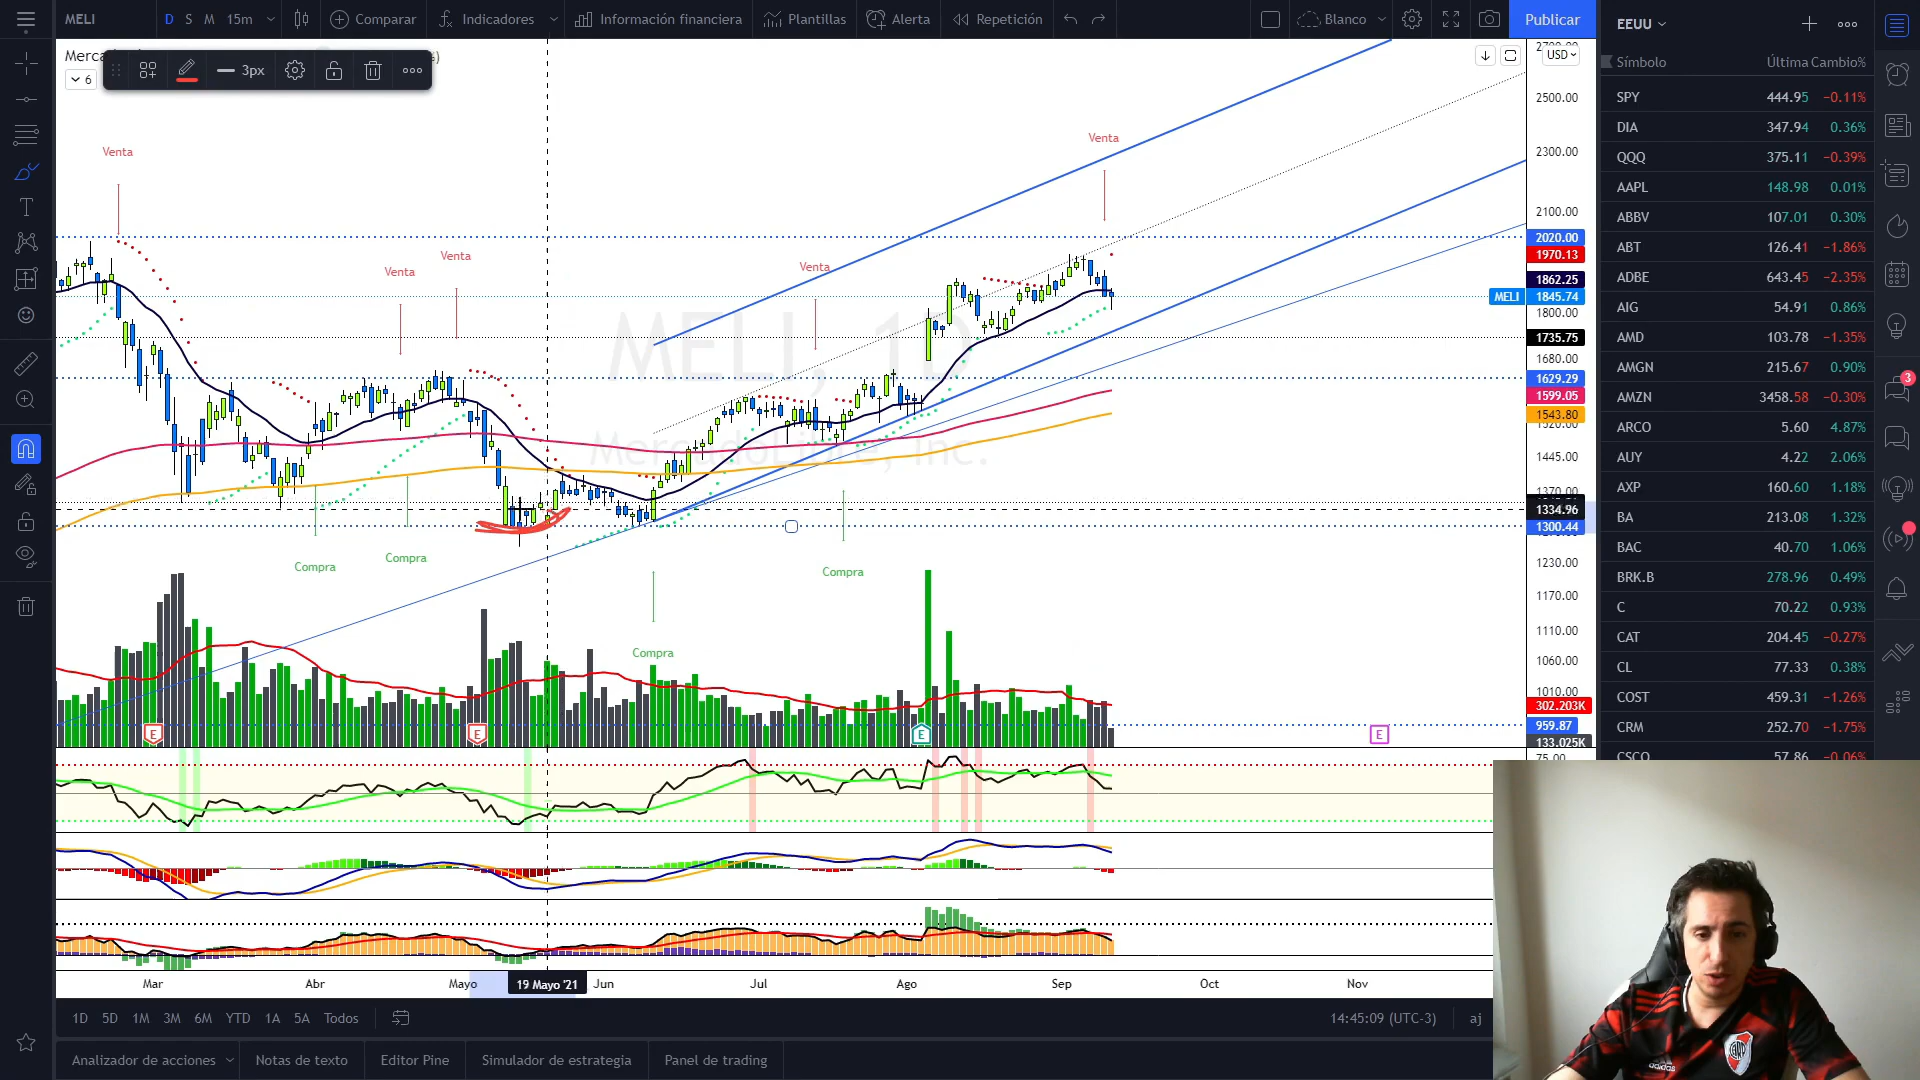 MELI
D
S
M
15m
Comparar
Indicadores
Información financiera
Plantillas
Alerta
Repetición
Blanco
Publicar
6
3px
USD
Venta
Venta
Venta
Venta
Venta
Compra
Compra
Compra
Compra
MELI, 1D
MercadoLibre, Inc.
2500.00
2300.00
2100.00
2020.00
1970.13
1862.25
MELI 1845.74
1800.00
1735.75
1680.00
1629.29
1599.05
1543.80
1445.00
1334.96
1300.44
1230.00
1170.00
1110.00
1060.00
1010.00
302.203K
959.87
133.025K
75.00
E
E
E
E
Mar
Abr
Mayo
19 Mayo '21
Jun
Jul
Ago
Sep
Oct
Nov
1D 5D 1M 3M 6M YTD 1A 5A Todos
14:45:09 (UTC-3)
aj
Analizador de acciones
Notas de texto
Editor Pine
Simulador de estrategia
Panel de trading
EEUU
Símbolo Última Cambio%
SPY 444.95 −0.11%
DIA 347.94 0.36%
QQQ 375.11 −0.39%
AAPL 148.98 0.01%
ABBV 107.01 0.30%
ABT 126.41 −1.86%
ADBE 643.45 −2.35%
AIG 54.91 0.86%
AMD 103.78 −1.35%
AMGN 215.67 0.90%
AMZN 3458.58 −0.30%
ARCO 5.60 4.87%
AUY 4.22 2.06%
AXP 160.60 1.18%
BA 213.08 1.32%
BAC 40.70 1.06%
BRK.B 278.96 0.49%
C 70.22 0.93%
CAT 204.45 −0.27%
CL 77.33 0.38%
COST 459.31 −1.26%
CRM 252.70 −1.75%
CSCO 57.86 −0.06%
3
adidas